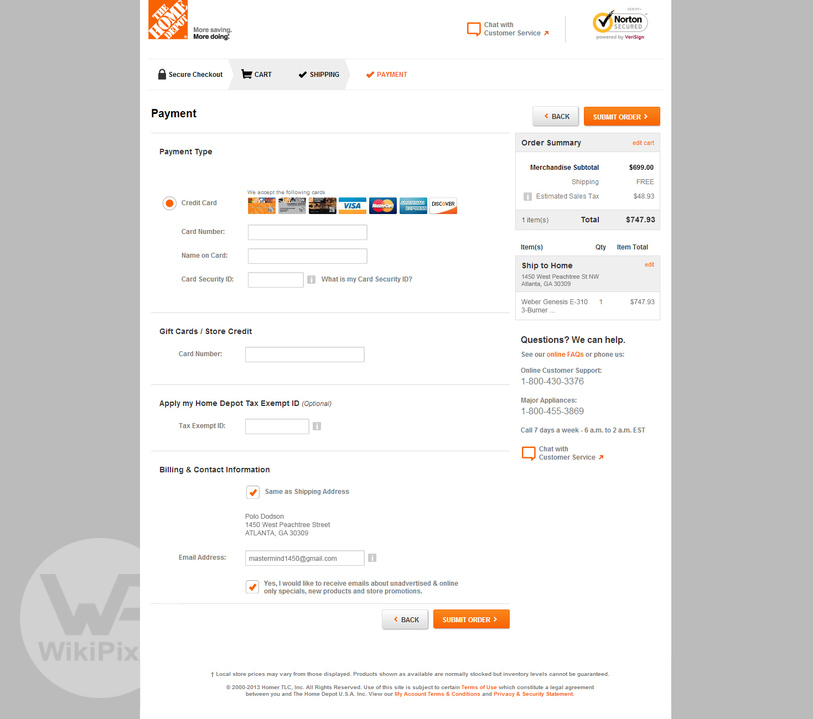 THE HOME DEPOT
More saving.
More doing.
Chat with
Customer Service
Norton
SECURED
powered by VeriSign
Secure Checkout
CART
SHIPPING
PAYMENT
Payment
BACK
SUBMIT ORDER
Payment Type
We accept the following cards
Credit Card
VISA
MasterCard
AMERICAN EXPRESS
DISCOVER
Card Number:
Name on Card:
Card Security ID:
What is my Card Security ID?
Gift Cards / Store Credit
Card Number:
Apply my Home Depot Tax Exempt ID (Optional)
Tax Exempt ID:
Billing & Contact Information
Same as Shipping Address
Polo Dodson
1450 West Peachtree Street
ATLANTA, GA 30309
Email Address:
mastermind1450@gmail.com
Yes, I would like to receive emails about unadvertised & online
only specials, new products and store promotions.
BACK
SUBMIT ORDER
Order Summary edit cart
Merchandise Subtotal $699.00
Shipping FREE
Estimated Sales Tax $48.93
1 item(s) Total $747.93
Item(s) Qty Item Total
Ship to Home edit
1450 West Peachtree St NW
Atlanta, GA 30309
Weber Genesis E-310 1 $747.93
3-Burner ...
Questions? We can help.
See our online FAQs or phone us:
Online Customer Support:
1-800-430-3376
Major Appliances:
1-800-455-3869
Call 7 days a week - 6 a.m. to 2 a.m. EST
Chat with
Customer Service
WikiPix
† Local store prices may vary from those displayed. Products shown as available are normally stocked but inventory levels cannot be guaranteed.
© 2000-2013 Homer TLC, Inc. All Rights Reserved. Use of this site is subject to certain Terms of Use which constitute a legal agreement
between you and The Home Depot U.S.A. Inc. View our My Account Terms & Conditions and Privacy & Security Statement.